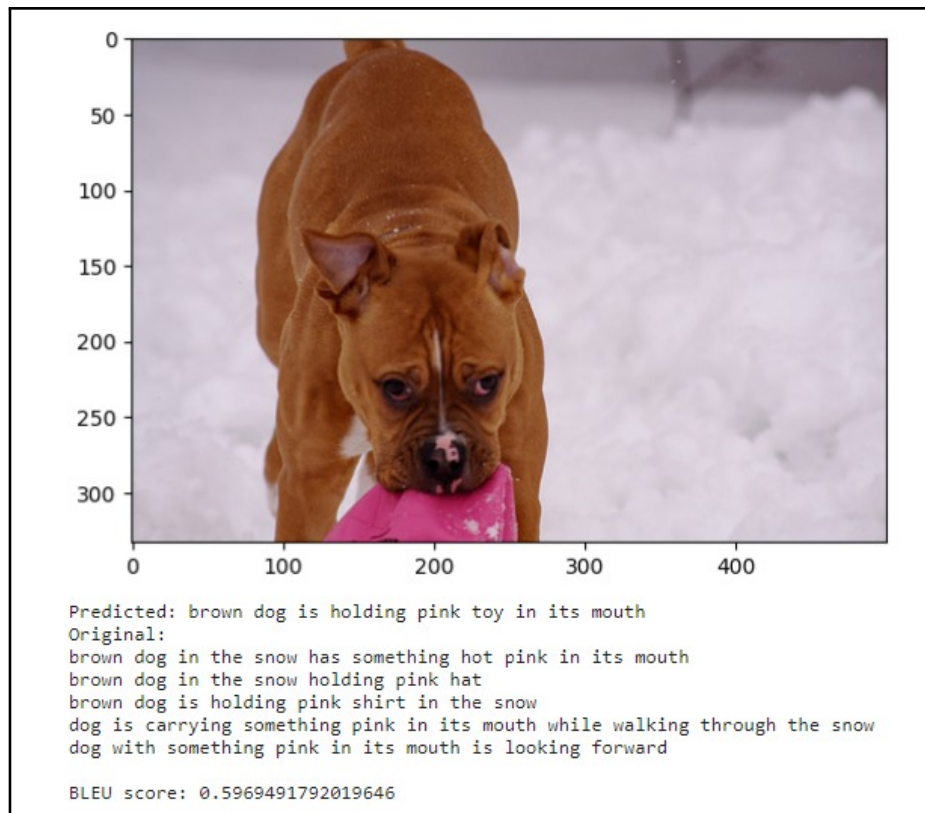 0
50
100
150
200
250
300
0 100 200 300 400
Predicted: brown dog is holding pink toy in its mouth
Original:
brown dog in the snow has something hot pink in its mouth
brown dog in the snow holding pink hat
brown dog is holding pink shirt in the snow
dog is carrying something pink in its mouth while walking through the snow
dog with something pink in its mouth is looking forward
BLEU score: 0.5969491792019646